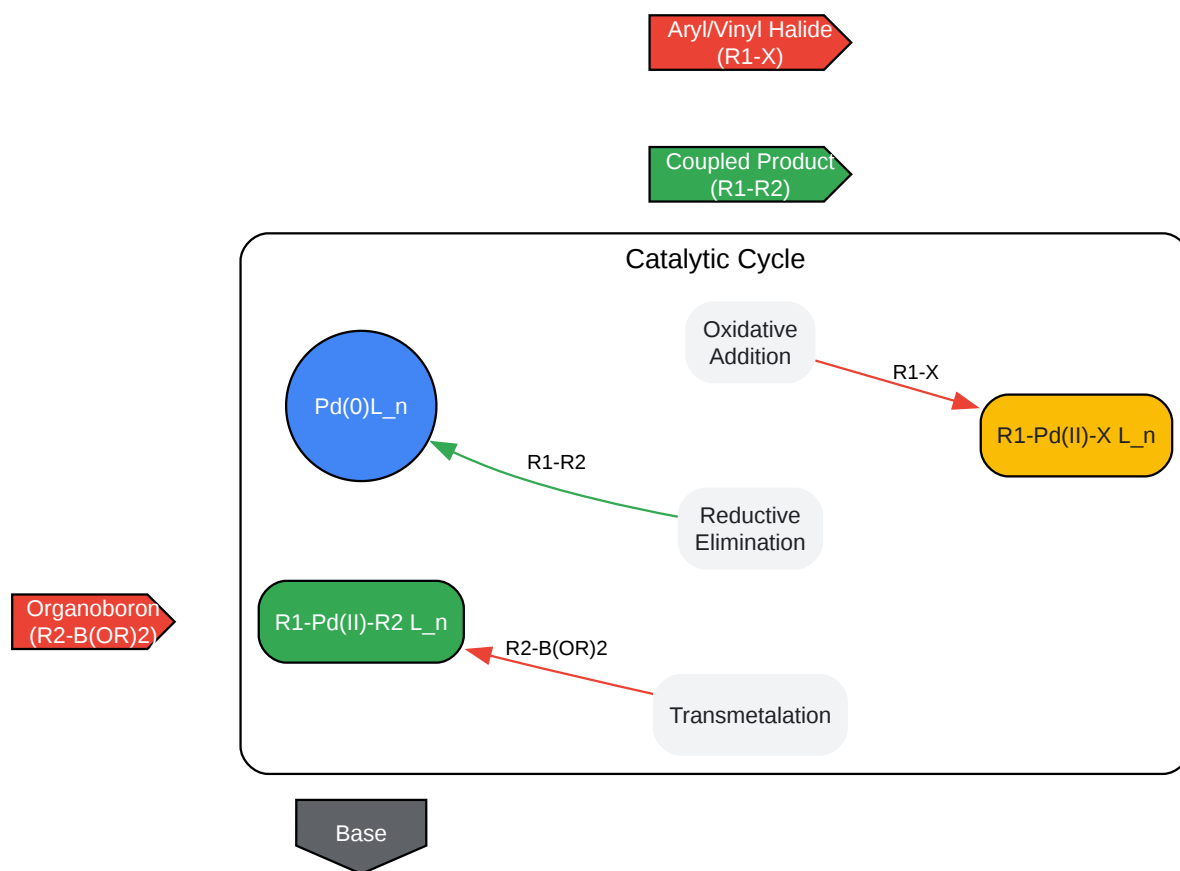 Aryl/Vinyl Halide
(R1-X)
Coupled Product
(R1-R2)
Catalytic Cycle
Oxidative
Addition
R1-X
Pd(0)L_n
R1-Pd(II)-X L_n
R1-R2
Reductive
Elimination
Organoboron
(R2-B(OR)2)
R1-Pd(II)-R2 L_n
R2-B(OR)2
Transmetalation
Base